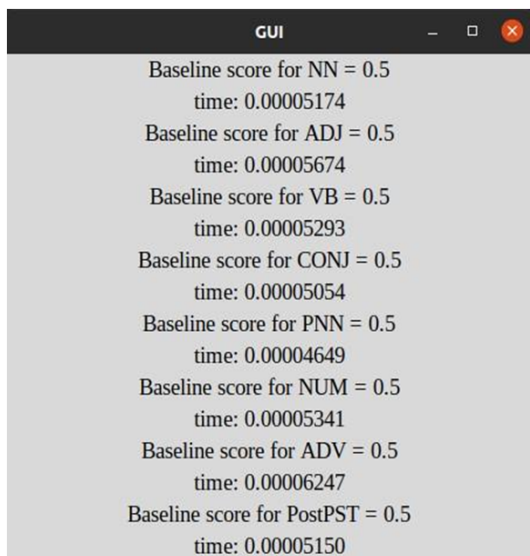 GUI
Baseline score for NN = 0.5
time: 0.00005174
Baseline score for ADJ = 0.5
time: 0.00005674
Baseline score for VB = 0.5
time: 0.00005293
Baseline score for CONJ = 0.5
time: 0.00005054
Baseline score for PNN = 0.5
time: 0.00004649
Baseline score for NUM = 0.5
time: 0.00005341
Baseline score for ADV = 0.5
time: 0.00006247
Baseline score for PostPST = 0.5
time: 0.00005150